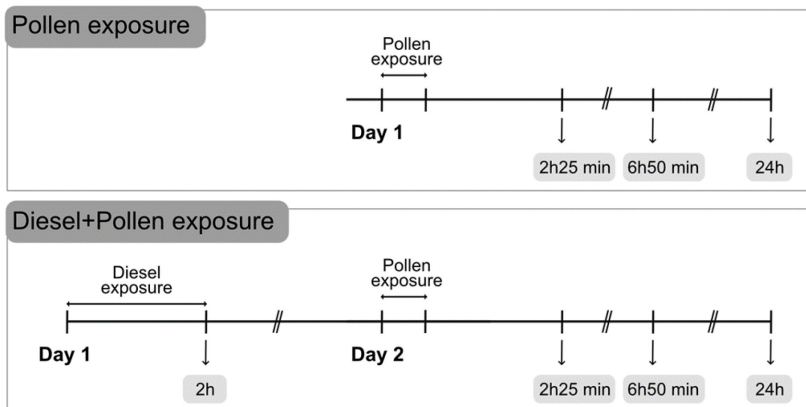 Pollen exposure
Pollen
exposure
Day 1
2h25 min 6h50 min 24h
Diesel+Pollen exposure
Diesel
exposure
Pollen
exposure
Day 1 Day 2
2h 2h25 min 6h50 min 24h